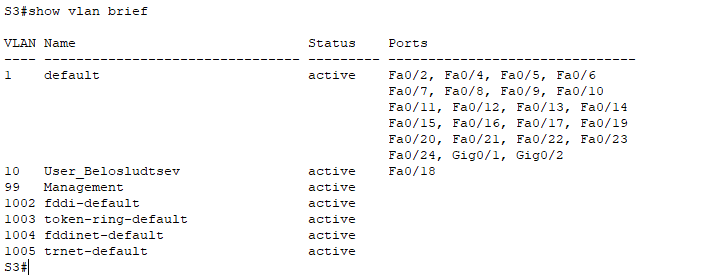 S3#show vlan brief
VLAN Name                             Status    Ports
---- -------------------------------- --------- -------------------------------
1    default                          active    Fa0/2, Fa0/4, Fa0/5, Fa0/6
                                                Fa0/7, Fa0/8, Fa0/9, Fa0/10
                                                Fa0/11, Fa0/12, Fa0/13, Fa0/14
                                                Fa0/15, Fa0/16, Fa0/17, Fa0/19
                                                Fa0/20, Fa0/21, Fa0/22, Fa0/23
                                                Fa0/24, Gig0/1, Gig0/2
10   User_Belosludtsev                active    Fa0/18
99   Management                       active
1002 fddi-default                     active
1003 token-ring-default               active
1004 fddinet-default                  active
1005 trnet-default                    active
S3#